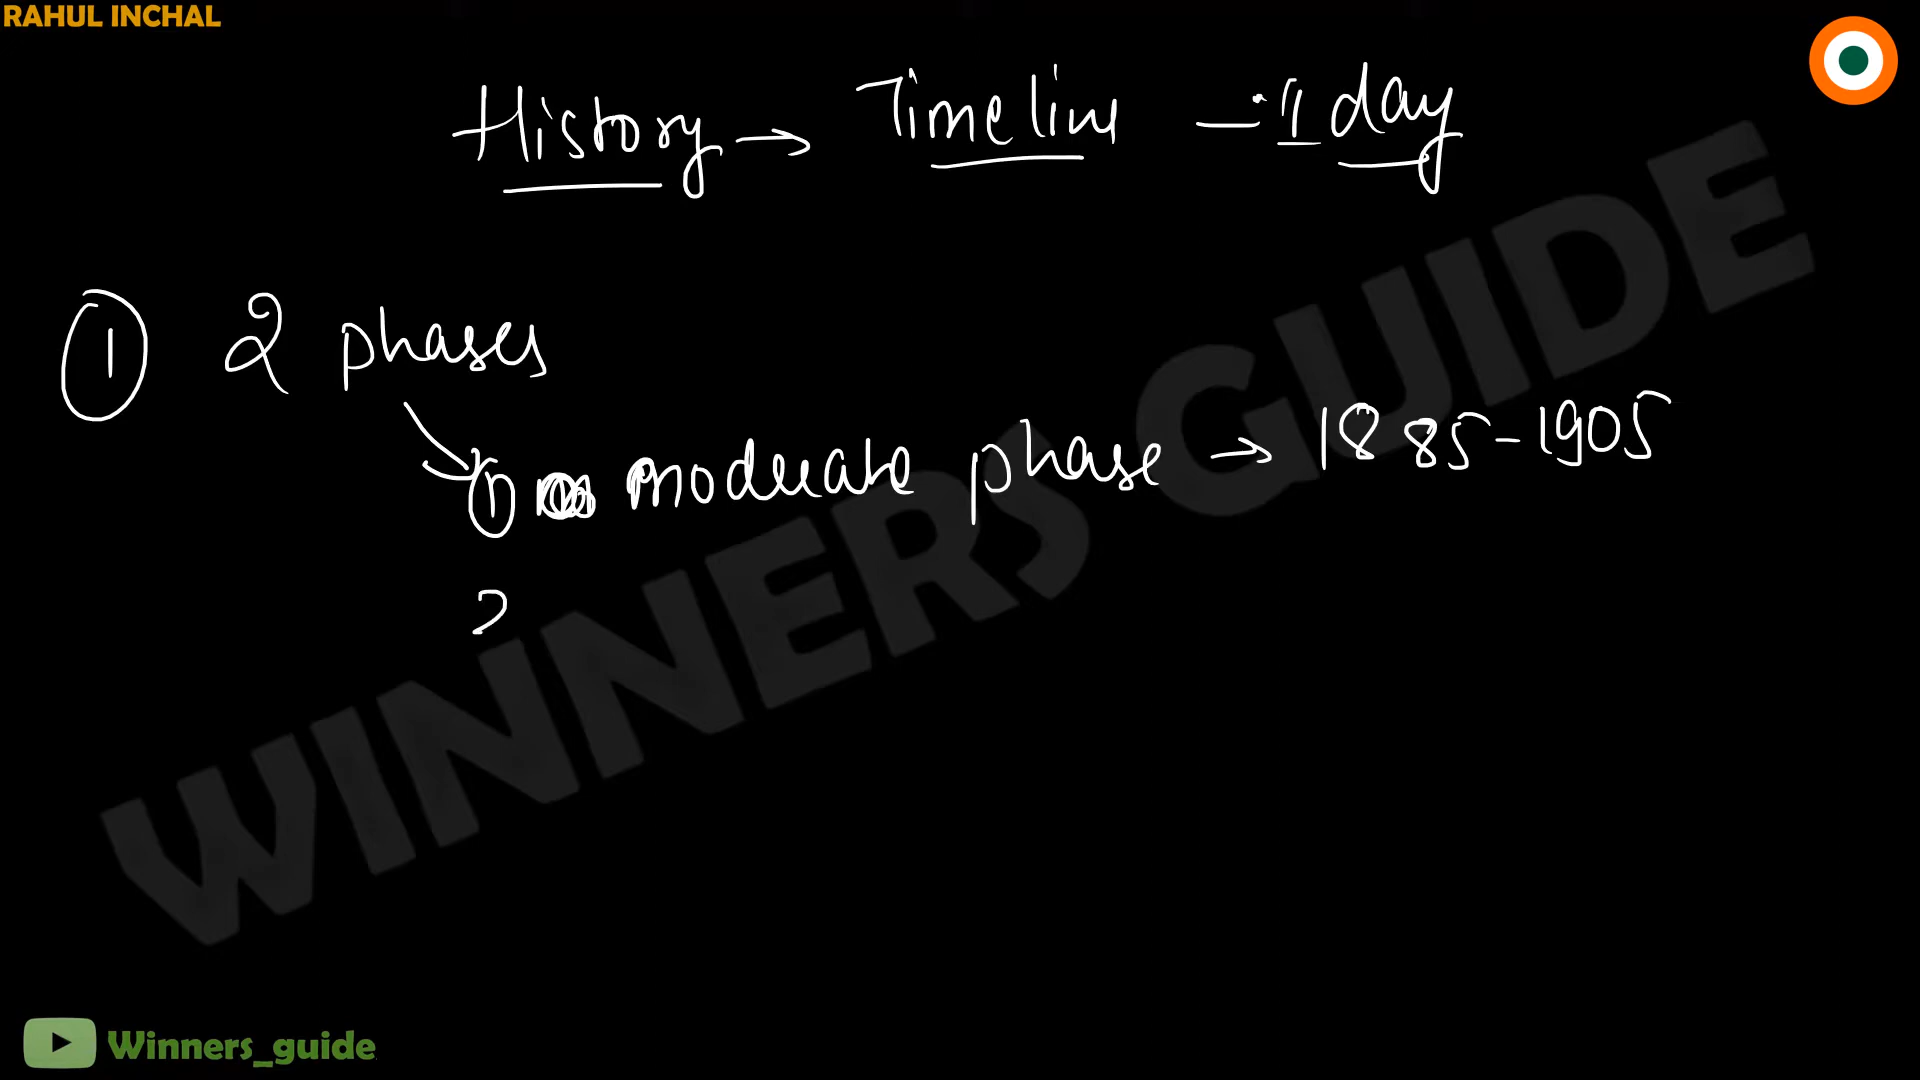 RAHUL INCHAL
History → Timeline - 1 day
① 2 phases
① moderate phase → 1885-1905
2
WINNERS GUIDE
Winners_guide